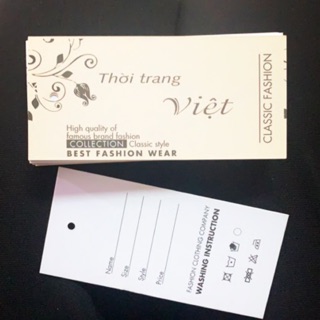 Thời trang
Việt
High quality of
famous brand fashion
COLLECTION Classic style
BEST FASHION WEAR
CLASSIC FASHION
Name
Size
Style
Price
FASHION CLOTHING COMPANY
WASHING INSTRUCTION